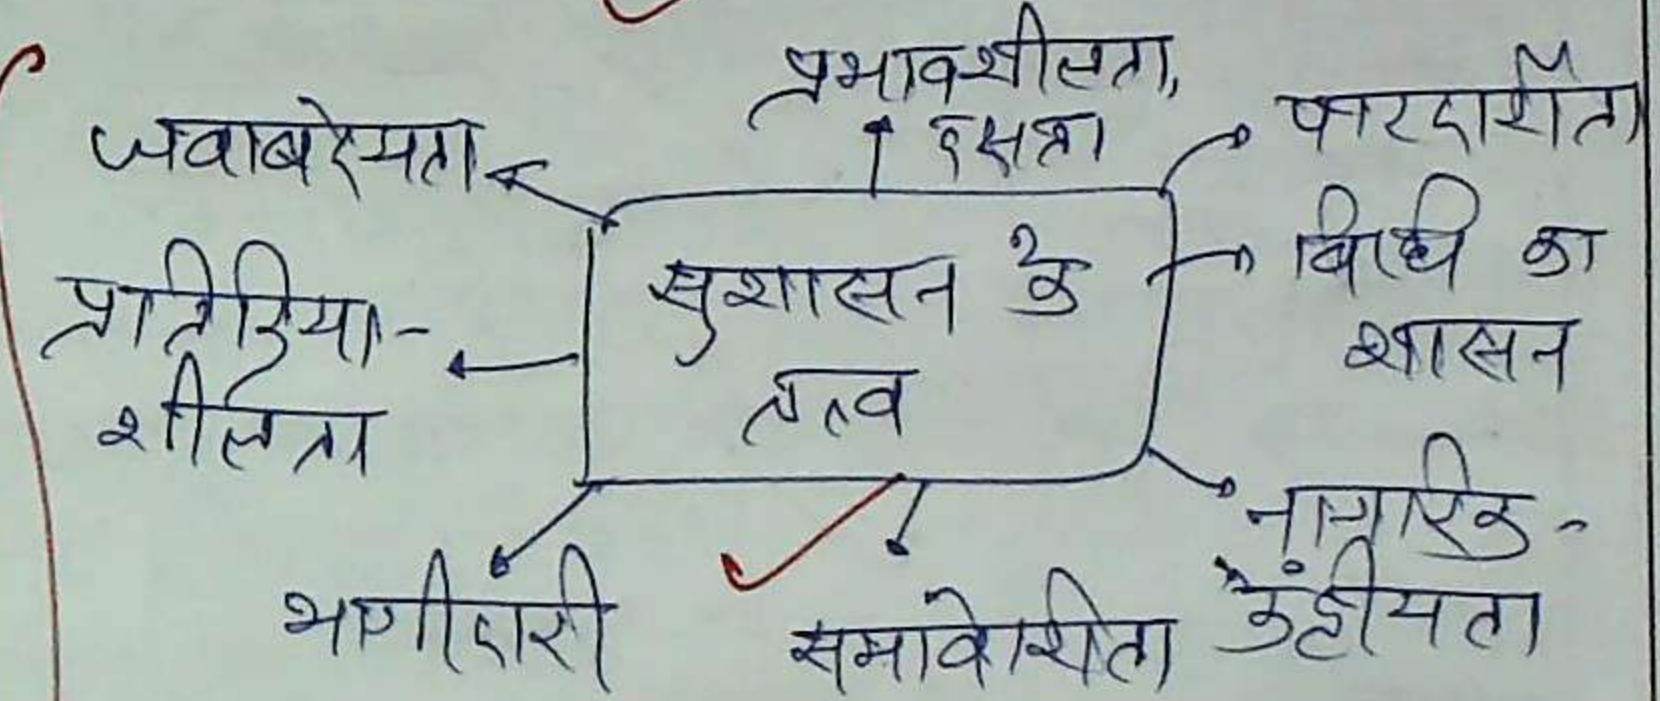 प्रभावशीलता,
दक्षता
जवाबदेयता
पारदर्शिता
प्रतिक्रिया-
शीलता
सुशासन के
तत्व
विधि का
शासन
भागीदारी
समावेशिता
नागरिक-
केंद्रीयता